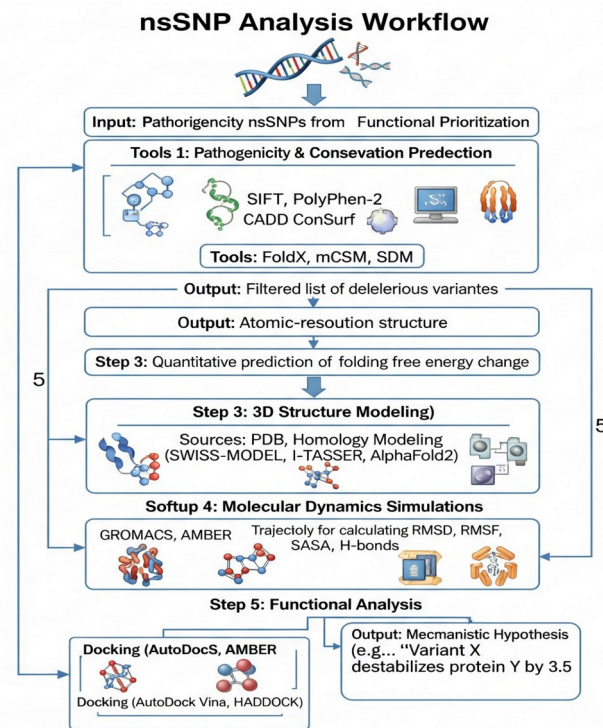 nsSNP Analysis Workflow
Input: Pathorigencity nsSNPs from Functional Prioritization
Tools 1: Pathogenicity & Consevation Predection
SIFT, PolyPhen-2
CADD ConSurf
Tools: FoldX, mCSM, SDM
Output: Filtered list of delelerious variantes
Output: Atomic-resoution structure
Step 3: Quantitative prediction of folding free energy change
5
5
Step 3: 3D Structure Modeling)
Sources: PDB, Homology Modeling
(SWISS-MODEL, I-TASSER, AlphaFold2)
Softup 4: Molecular Dynamics Simulations
GROMACS, AMBER
Trajectloly for calculating RMSD, RMSF,
SASA, H-bonds
Step 5: Functional Analysis
Docking (AutoDocS, AMBER
Docking (AutoDock Vina, HADDOCK)
Output: Mecmanistic Hypothesis
(e.g... “Variant X
destabilizes protein Y by 3.5